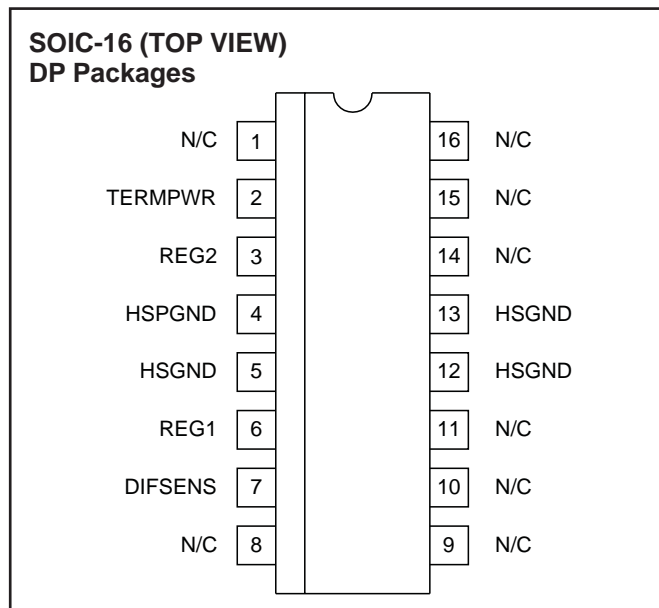 SOIC-16 (TOP VIEW)
DP Packages
N/C 1 16 N/C
TERMPWR 2 15 N/C
REG2 3 14 N/C
HSPGND 4 13 HSGND
HSGND 5 12 HSGND
REG1 6 11 N/C
DIFSENS 7 10 N/C
N/C 8 9 N/C